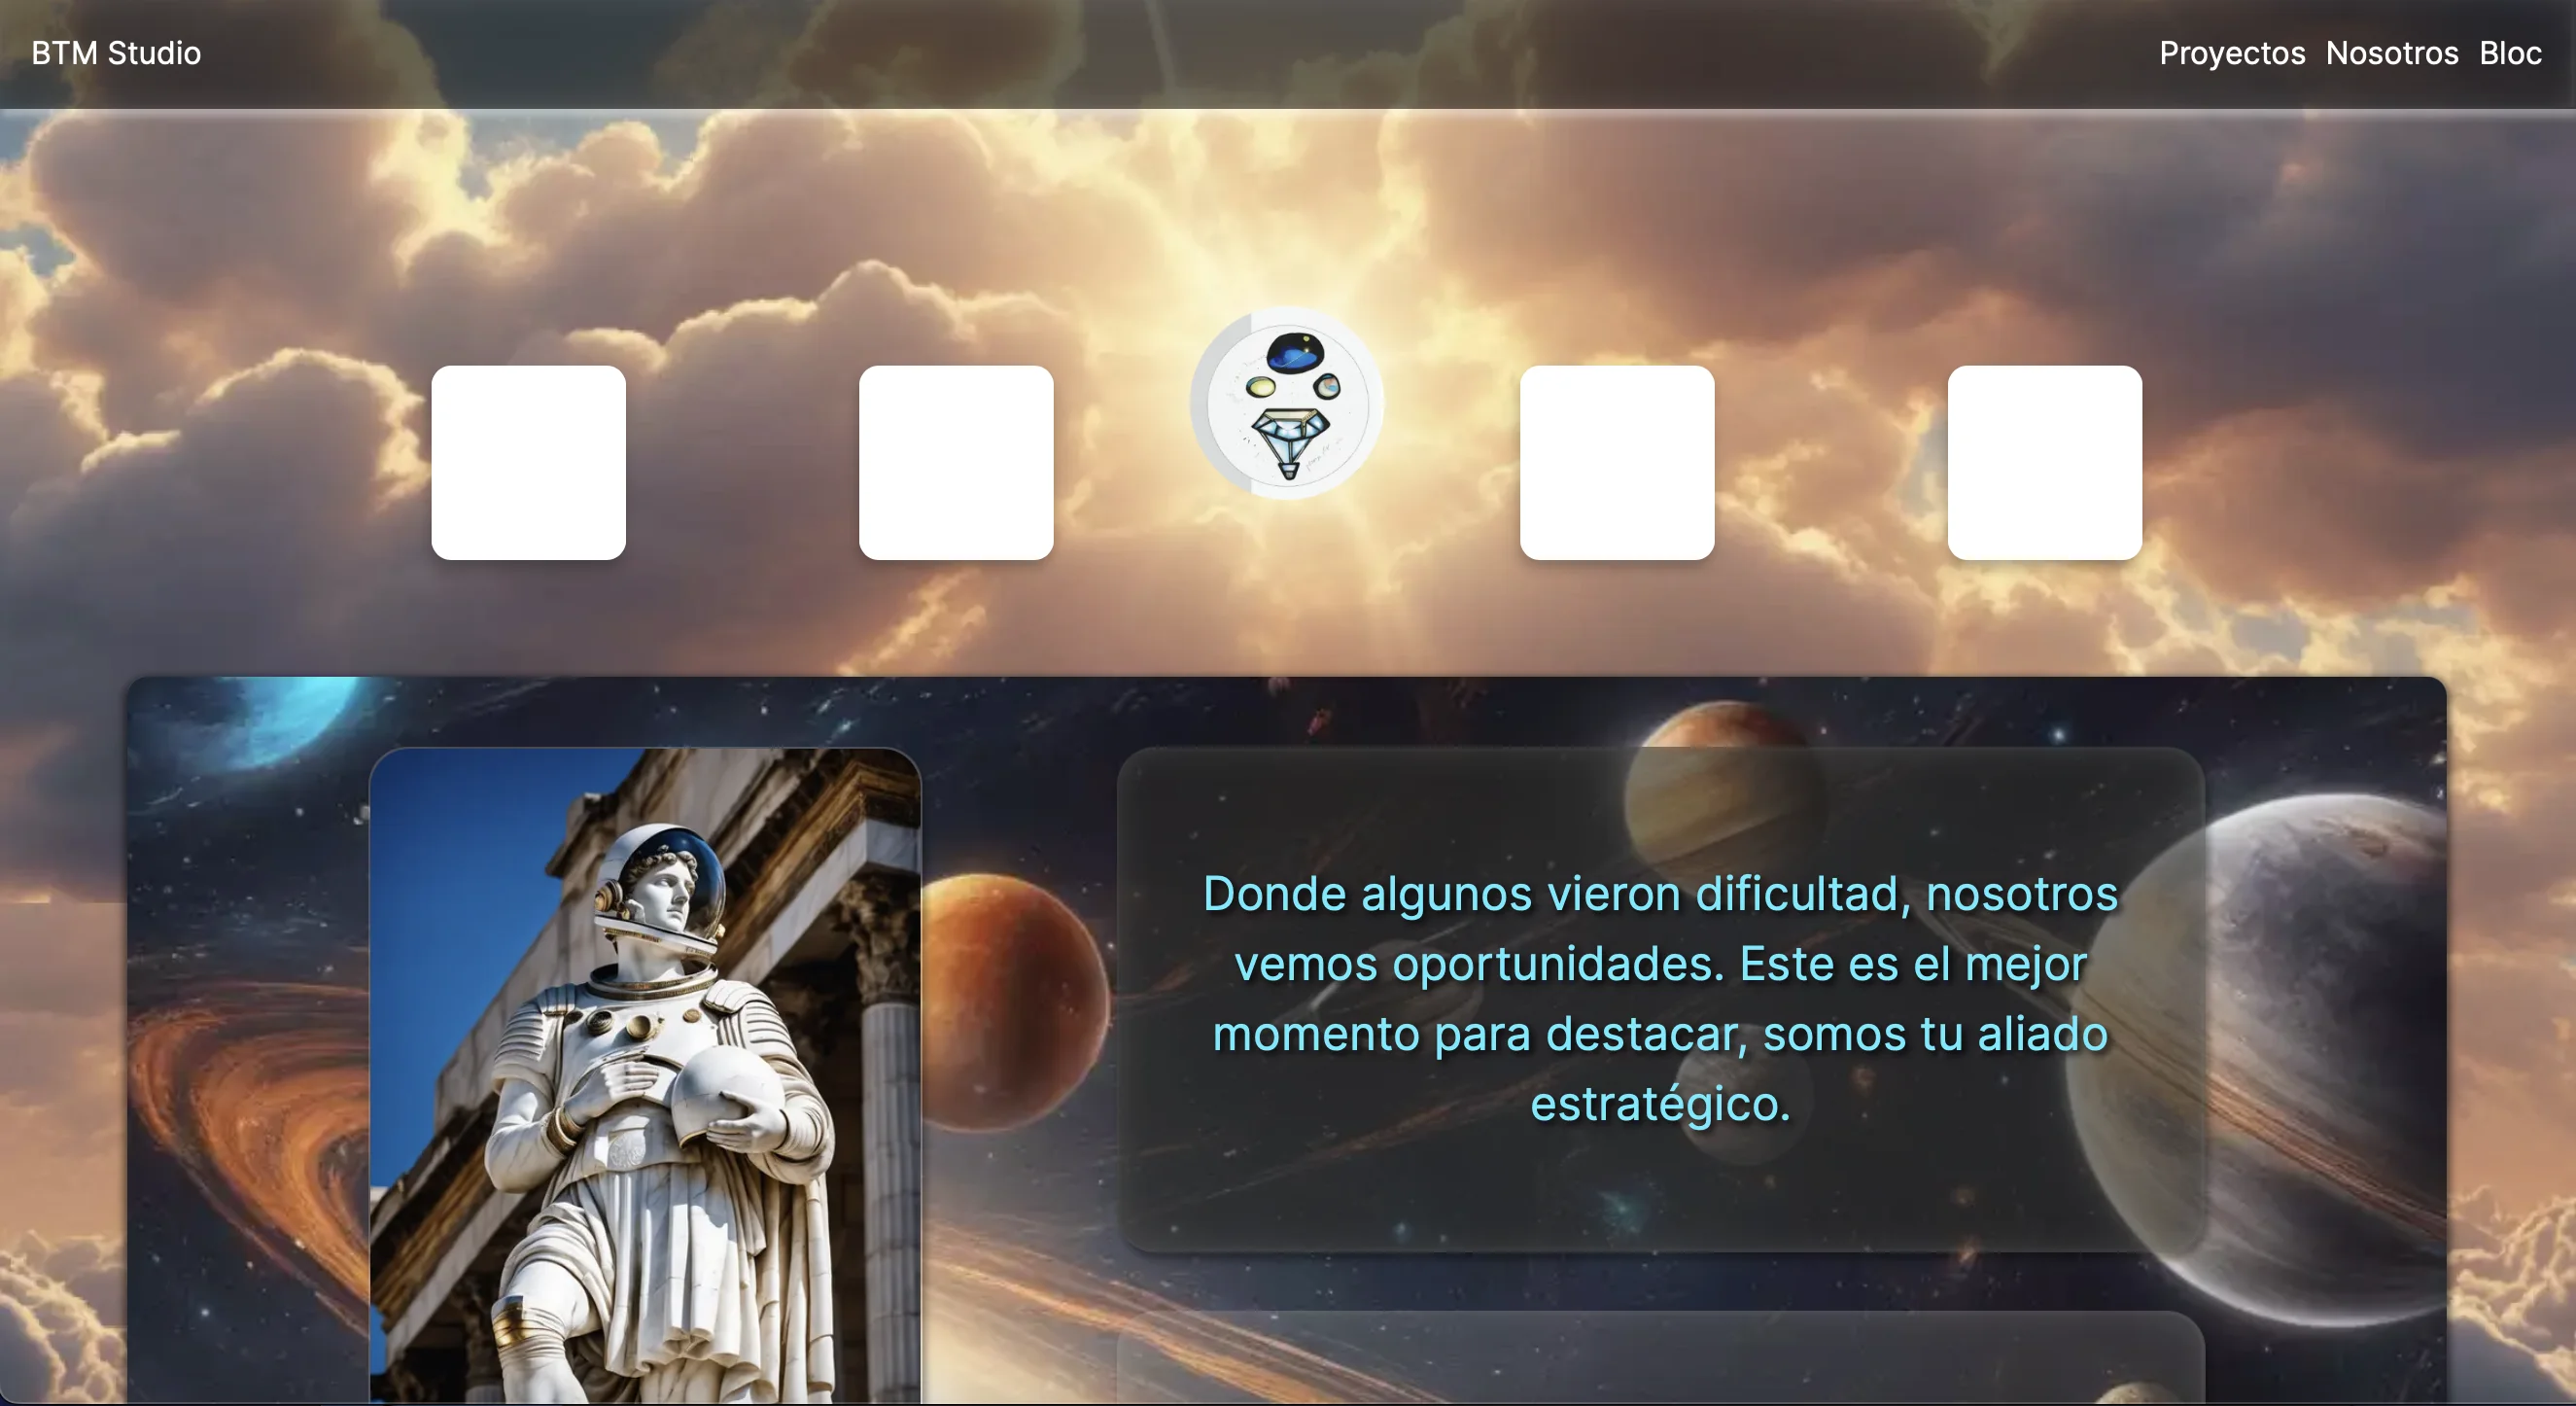 BTM Studio
Proyectos Nosotros Bloc
Donde algunos vieron dificultad, nosotros
vemos oportunidades. Este es el mejor
momento para destacar, somos tu aliado
estratégico.